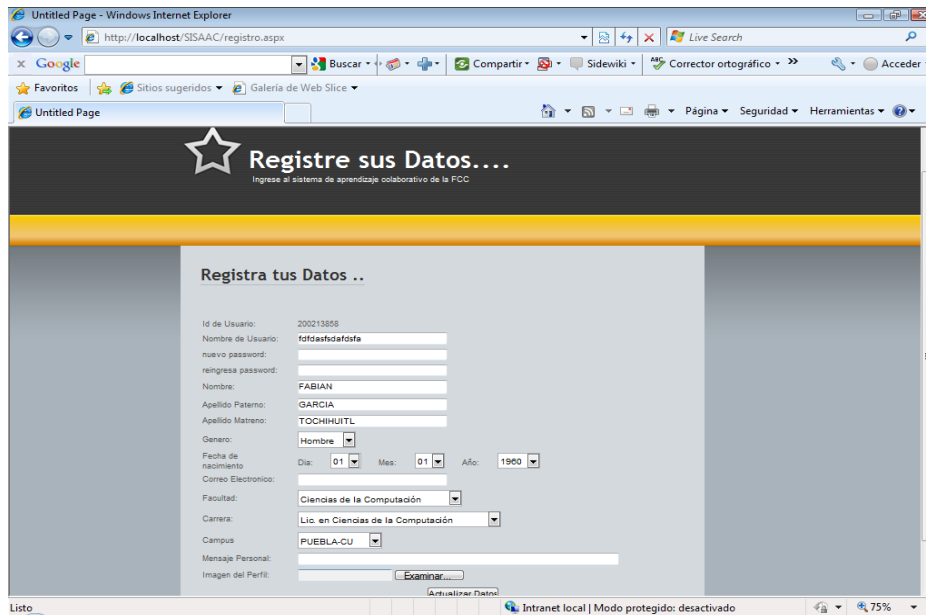 Untitled Page - Windows Internet Explorer
http://localhost/SISAAC/registro.aspx
Live Search
x Google Buscar Compartir Sidewiki ABC Corrector ortográfico >> Acceder
Favoritos Sitios sugeridos Galería de Web Slice
Untitled Page Página Seguridad Herramientas
Registre sus Datos....
Ingrese al sistema de aprendizaje colaborativo de la FCC
Registra tus Datos ..
Id de Usuario: 200213858
Nombre de Usuario: fdfdasfsdafdsfa
nuevo password:
reingresa password:
Nombre: FABIAN
Apellido Paterno: GARCIA
Apellido Matreno: TOCHIHUITL
Genero: Hombre
Fecha de
nacimiento Dia: 01 Mes: 01 Año: 1960
Correo Electronico:
Facultad: Ciencias de la Computación
Carrera: Lic. en Ciencias de la Computación
Campus PUEBLA-CU
Mensaje Personal:
Imagen del Perfil: Examinar...
Actualizar Datos
Listo Intranet local | Modo protegido: desactivado 75%